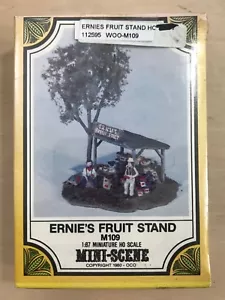 ERNIES FRUIT STAND HO
112595 WOO-M109
ERNIE'S FRUIT STAND
M109
1:87 MINIATURE HO SCALE
MINI-SCENE
COPYRIGHT 1980 - OCO